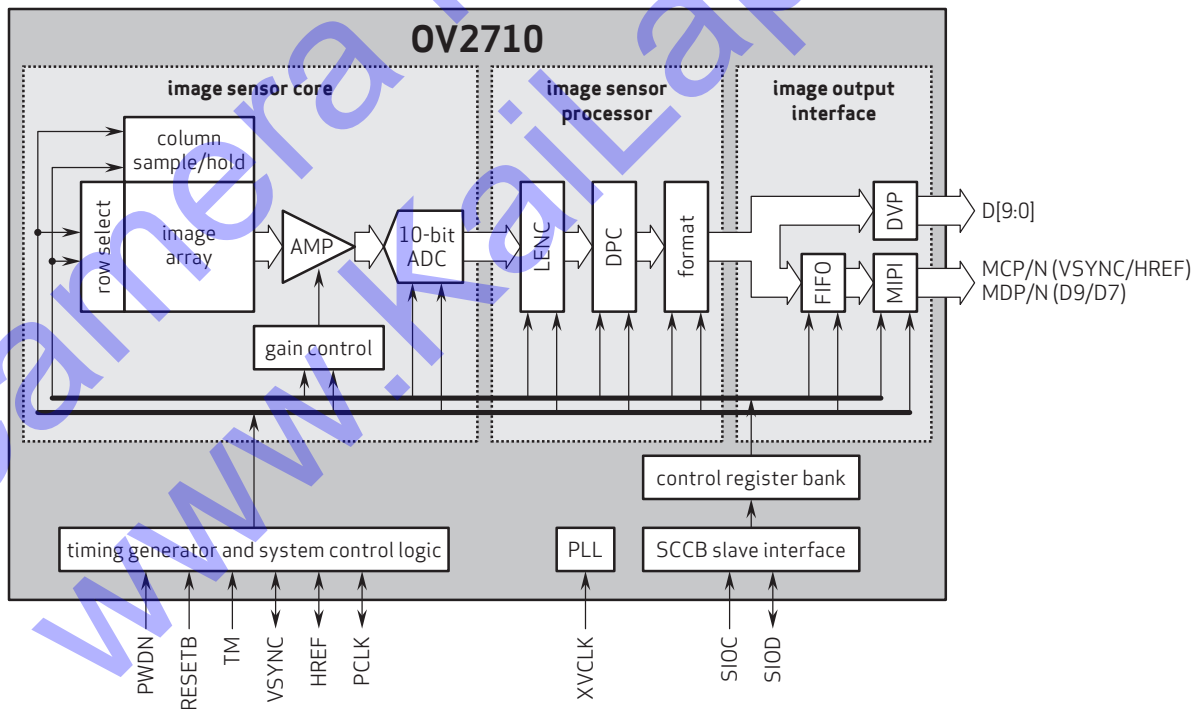 OV2710
image sensor core
image sensor
processor
image output
interface
column
sample/hold
row select
image
array
AMP
10-bit
ADC
gain control
LENC
DPC
format
DVP
FIFO
MIPI
D[9:0]
MCP/N (VSYNC/HREF)
MDP/N (D9/D7)
control register bank
timing generator and system control logic
PLL
SCCB slave interface
PWDN
RESETB
TM
VSYNC
HREF
PCLK
XVCLK
SIOC
SIOD
camera
www.KaiLap